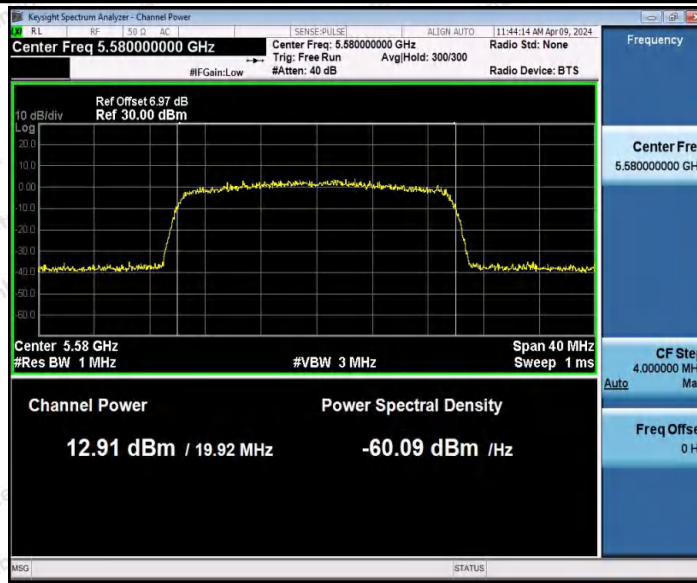 Keysight Spectrum Analyzer - Channel Power
RL RF 50 Ω AC SENSE:PULSE ALIGN AUTO 11:44:14 AM Apr 09, 2024
Center Freq 5.580000000 GHz
Center Freq: 5.580000000 GHz
Radio Std: None
Trig: Free Run Avg|Hold: 300/300
#IFGain:Low #Atten: 40 dB Radio Device: BTS
Frequency
Ref Offset 6.97 dB
10 dB/div Ref 30.00 dBm
Log
20.0
10.0
0.00
-10.0
-20.0
-30.0
-40.0
-50.0
-60.0
Center 5.58 GHz Span 40 MHz
#Res BW 1 MHz #VBW 3 MHz Sweep 1 ms
Channel Power Power Spectral Density
12.91 dBm / 19.92 MHz -60.09 dBm /Hz
Center Fre
5.580000000 GH
CF Ste
4.000000 MH
Auto Ma
Freq Offse
0 H
MSG STATUS